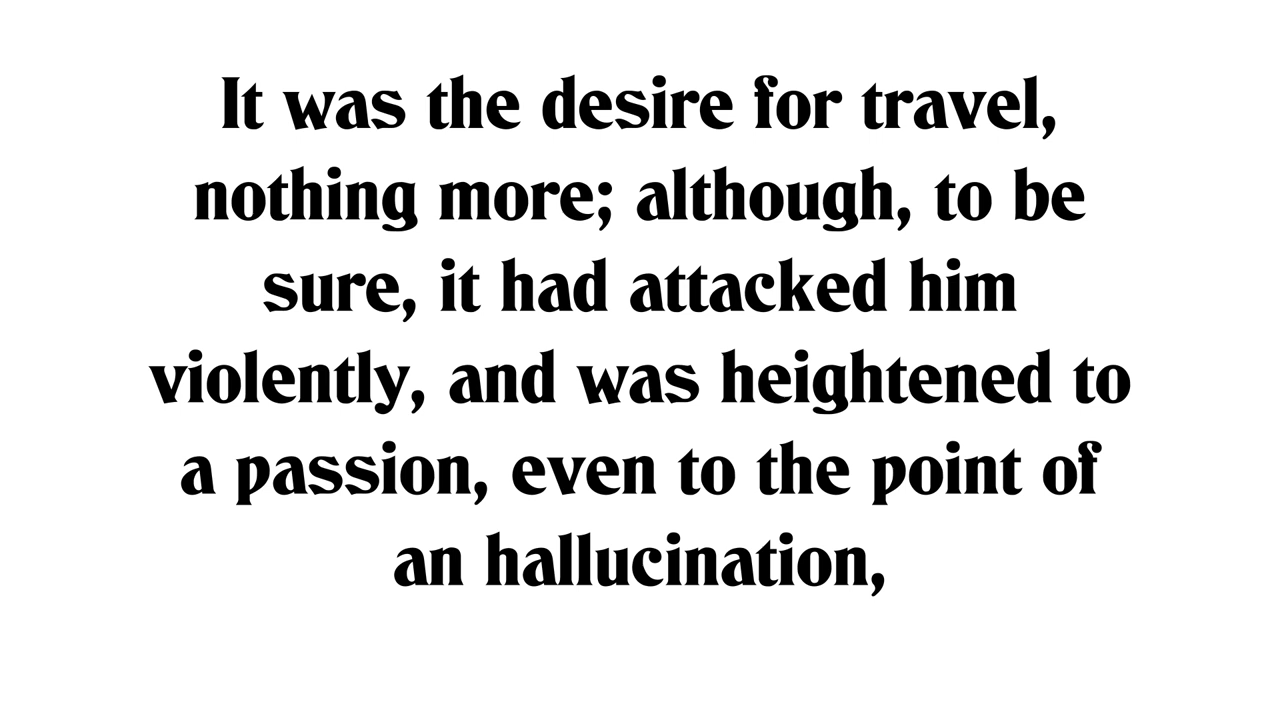 It was the desire for travel,
nothing more; although, to be
sure, it had attacked him
violently, and was heightened to
a passion, even to the point of
an hallucination,